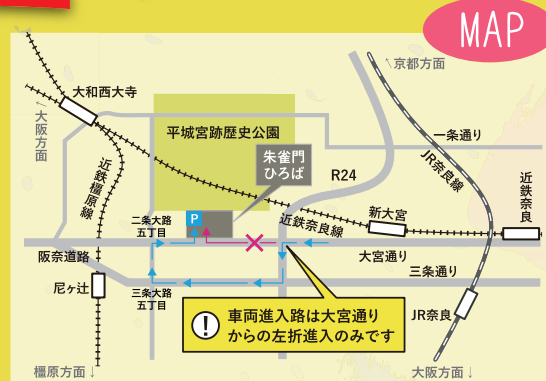 MAP
↖京都方面
大和西大寺
↖大阪方面
平城宮跡歴史公園
一条通り
JR奈良線
朱雀門
ひろば
近鉄橿原線
R24
近鉄奈良
P
二条大路
五丁目
近鉄奈良線
新大宮
阪奈道路
大宮通り
三条通り
尼ヶ辻
三条大路
五丁目
! 車両進入路は大宮通り
からの左折進入のみです
JR奈良
橿原方面↓
大阪方面↓